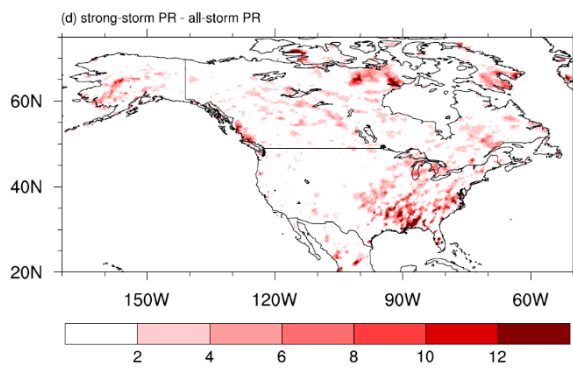 (d) strong-storm PR - all-storm PR
60N
40N
20N
150W 120W 90W 60W
2 4 6 8 10 12